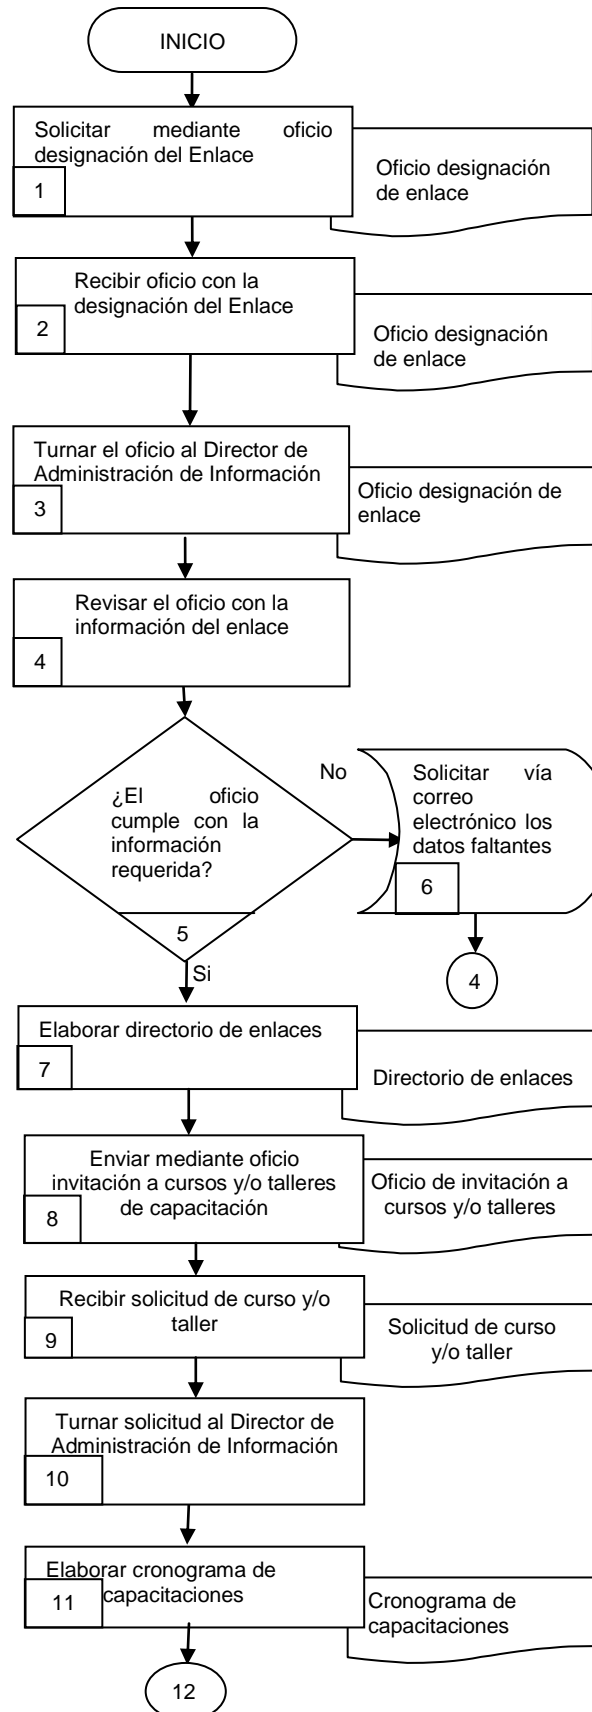 INICIO
Solicitar mediante oficio
designación del Enlace
1
Oficio designación
de enlace
Recibir oficio con la
designación del Enlace
2
Oficio designación
de enlace
Turnar el oficio al Director de
Administración de Información
3
Oficio designación de
enlace
Revisar el oficio con la
información del enlace
4
¿El oficio
cumple con la
información
requerida?
5
No
Solicitar vía
correo
electrónico los
datos faltantes
6
4
Si
Elaborar directorio de enlaces
7
Directorio de enlaces
Enviar mediante oficio
invitación a cursos y/o talleres
de capacitación
8
Oficio de invitación a
cursos y/o talleres
Recibir solicitud de curso y/o
taller
9
Solicitud de curso
y/o taller
Turnar solicitud al Director de
Administración de Información
10
Elaborar cronograma de
capacitaciones
11
Cronograma de
capacitaciones
12